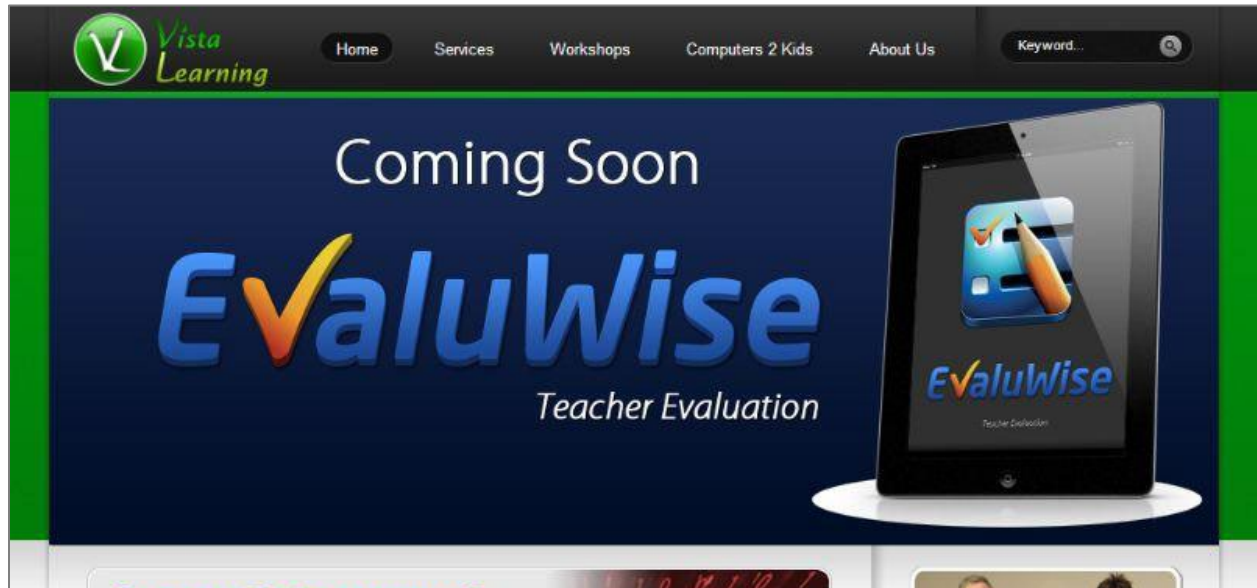 Vista
Learning
Home Services Workshops Computers 2 Kids About Us Keyword...
Coming Soon
EvaluWise
Teacher Evaluation
EvaluWise
Teacher Evaluation